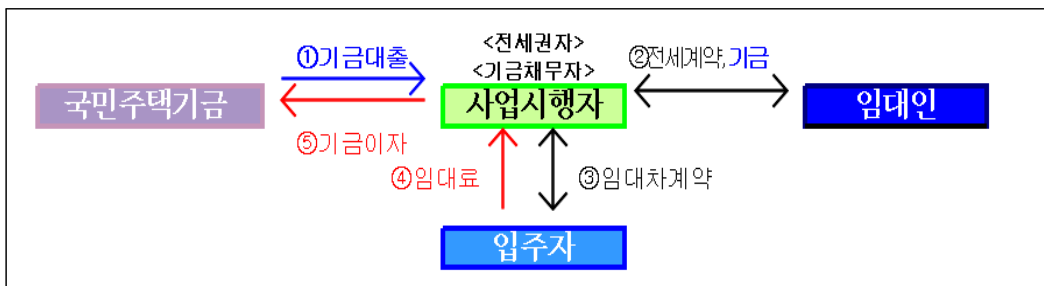 <전세권자>
①기금대출
<기금채무자>
②전세계약,기금
국민주택기금
사업시행자
임대인
⑤기금이자
④임대료
③임대차계약
입주자